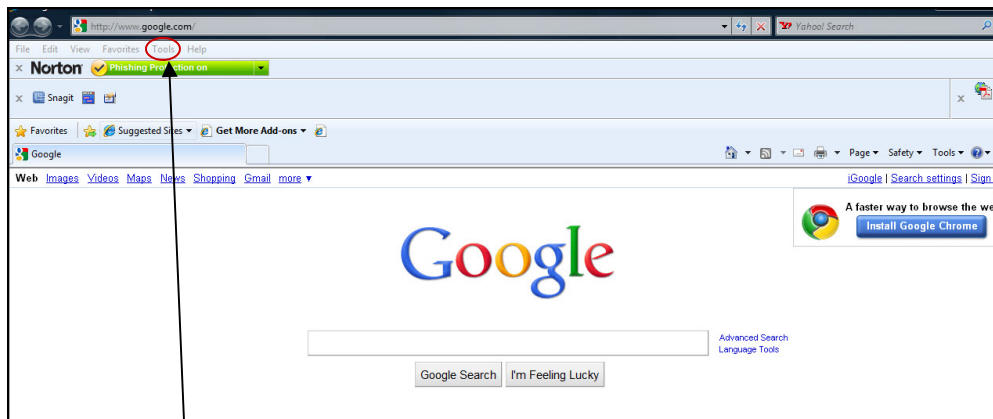 http://www.google.com/ Yahoo! Search
File Edit View Favorites Tools Help
x Norton Phishing Protection on
x Snagit x
Favorites Suggested Sites Get More Add-ons
Google Page Safety Tools
Web Images Videos Maps News Shopping Gmail more iGoogle | Search settings | Sign
A faster way to browse the we
Install Google Chrome
Google
Advanced Search
Language Tools
Google Search I'm Feeling Lucky